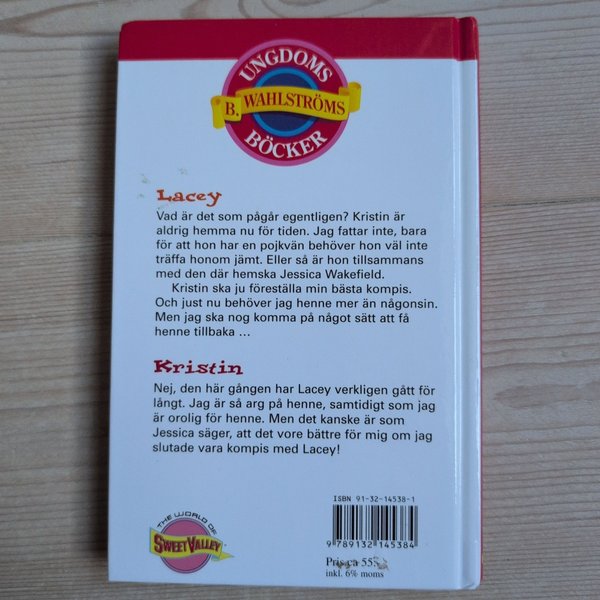 UNGDOMS
B. WAHLSTRÖMS
BÖCKER
Lacey
Vad är det som pågår egentligen? Kristin är
aldrig hemma nu för tiden. Jag fattar inte, bara
för att hon har en pojkvän behöver hon väl inte
träffa honom jämt. Eller så är hon tillsammans
med den där hemska Jessica Wakefield.
Kristin ska ju föreställa min bästa kompis.
Och just nu behöver jag henne mer än någonsin.
Men jag ska nog komma på något sätt att få
henne tillbaka …
Kristin
Nej, den här gången har Lacey verkligen gått för
långt. Jag är så arg på henne, samtidigt som jag
är orolig för henne. Men det kanske är som
Jessica säger, att det vore bättre för mig om jag
slutade vara kompis med Lacey!
ISBN 91-32-14538-1
9 789132 145384
Pris ca 55:-
inkl. 6% moms
THE WORLD OF
SWEET VALLEY